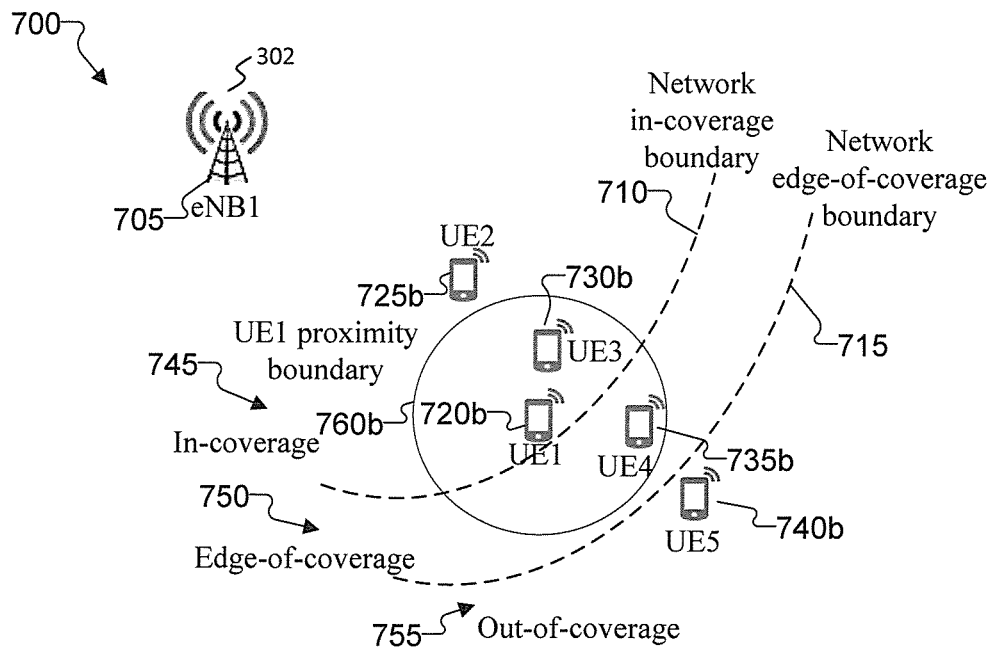 700
302
Network
in-coverage
boundary
Network
edge-of-coverage
boundary
710
705
eNB1
UE2
725b
730b
UE1 proximity
boundary
UE3
715
745
760b
720b
In-coverage
UE1
UE4
735b
750
740b
UE5
Edge-of-coverage
755
Out-of-coverage